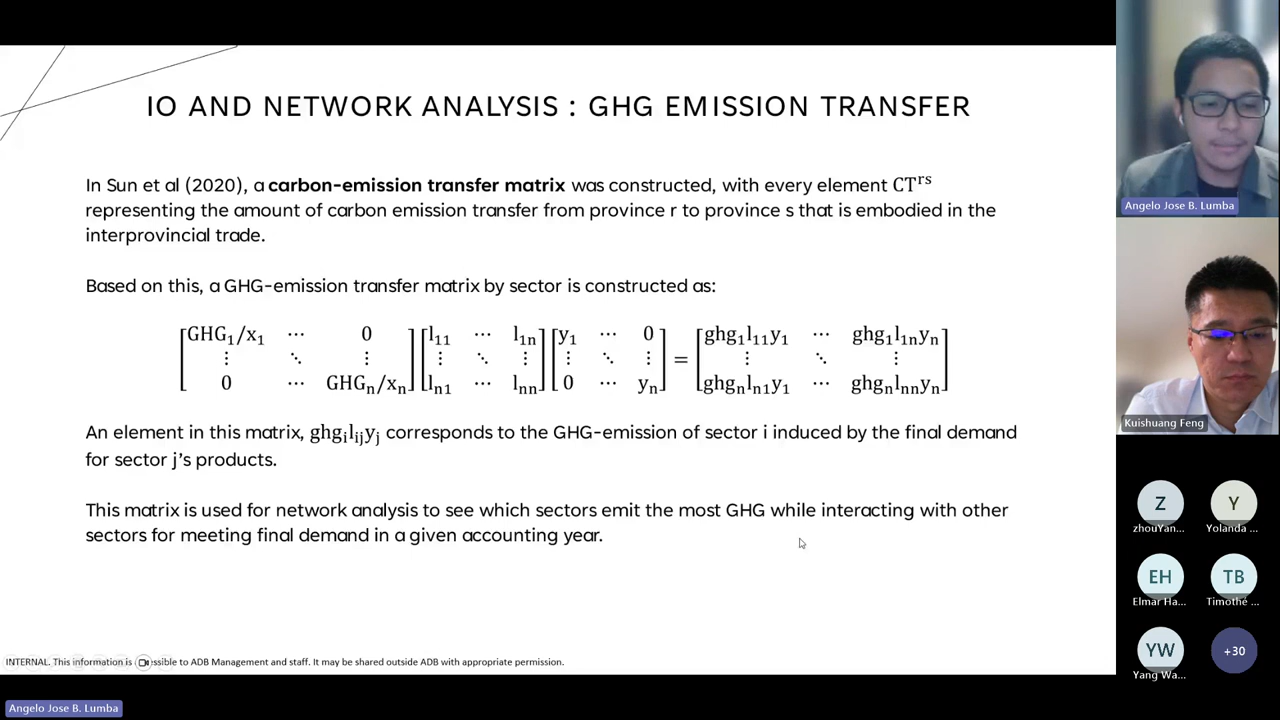 IO AND NETWORK ANALYSIS : GHG EMISSION TRANSFER
In Sun et al (2020), a carbon-emission transfer matrix was constructed, with every element CT^rs
representing the amount of carbon emission transfer from province r to province s that is embodied in the
interprovincial trade.
Based on this, a GHG-emission transfer matrix by sector is constructed as:
[GHG₁/x₁ ⋯ 0] [l₁₁ ⋯ l₁ₙ] [y₁ ⋯ 0] [ghg₁l₁₁y₁ ⋯ ghg₁l₁ₙyₙ]
[⋮ ⋱ ⋮] [⋮ ⋱ ⋮] [⋮ ⋱ ⋮] = [⋮ ⋱ ⋮]
[0 ⋯ GHGₙ/xₙ] [lₙ₁ ⋯ lₙₙ] [0 ⋯ yₙ] [ghgₙlₙ₁y₁ ⋯ ghgₙlₙₙyₙ]
An element in this matrix, ghgᵢlᵢⱼyⱼ corresponds to the GHG-emission of sector i induced by the final demand
for sector j's products.
This matrix is used for network analysis to see which sectors emit the most GHG while interacting with other
sectors for meeting final demand in a given accounting year.
INTERNAL. This information is essible to ADB Management and staff. It may be shared outside ADB with appropriate permission.
Angelo Jose B. Lumba
Angelo Jose B. Lumba
Kuishuang Feng
Z
Y
zhouYan...
Yolanda ...
EH
TB
Elmar Ha...
Timothé ...
YW
+30
Yang Wa...